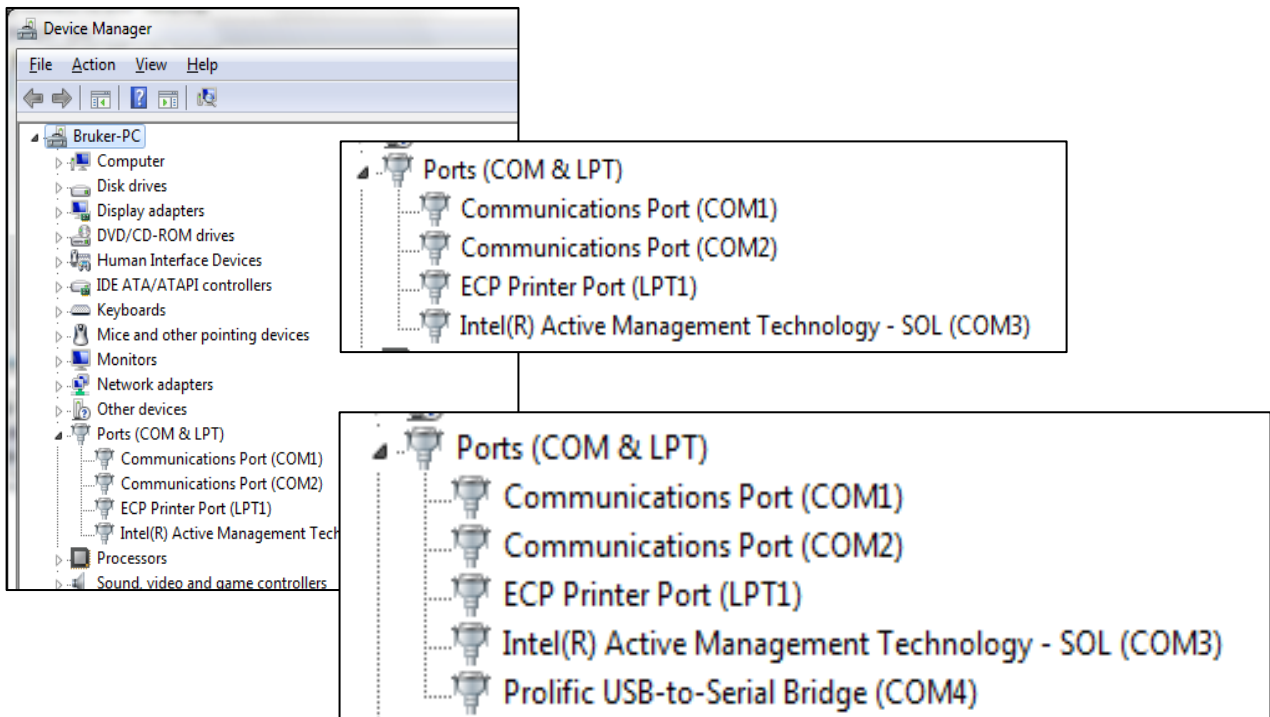 Device Manager
File Action View Help
Bruker-PC
Computer
Disk drives
Display adapters
DVD/CD-ROM drives
Human Interface Devices
IDE ATA/ATAPI controllers
Keyboards
Mice and other pointing devices
Monitors
Network adapters
Other devices
Ports (COM & LPT)
Communications Port (COM1)
Communications Port (COM2)
ECP Printer Port (LPT1)
Intel(R) Active Management Tech
Processors
Sound, video and game controllers
Ports (COM & LPT)
Communications Port (COM1)
Communications Port (COM2)
ECP Printer Port (LPT1)
Intel(R) Active Management Technology - SOL (COM3)
Ports (COM & LPT)
Communications Port (COM1)
Communications Port (COM2)
ECP Printer Port (LPT1)
Intel(R) Active Management Technology - SOL (COM3)
Prolific USB-to-Serial Bridge (COM4)